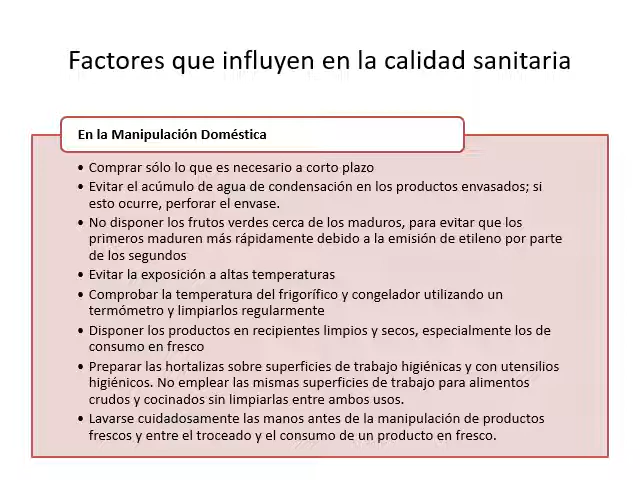 Factores que influyen en la calidad sanitaria
En la Manipulación Doméstica
• Comprar sólo lo que es necesario a corto plazo
• Evitar el acúmulo de agua de condensación en los productos envasados; si
esto ocurre, perforar el envase.
• No disponer los frutos verdes cerca de los maduros, para evitar que los
primeros maduren más rápidamente debido a la emisión de etileno por parte
de los segundos
• Evitar la exposición a altas temperaturas
• Comprobar la temperatura del frigorífico y congelador utilizando un
termómetro y limpiarlos regularmente
• Disponer los productos en recipientes limpios y secos, especialmente los de
consumo en fresco
• Preparar las hortalizas sobre superficies de trabajo higiénicas y con utensilios
higiénicos. No emplear las mismas superficies de trabajo para alimentos
crudos y cocinados sin limpiarlas entre ambos usos.
• Lavarse cuidadosamente las manos antes de la manipulación de productos
frescos y entre el troceado y el consumo de un producto en fresco.